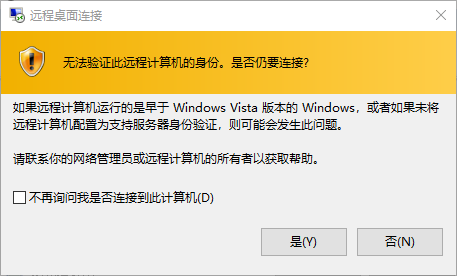 远程桌面连接
无法验证此远程计算机的身份。是否仍要连接?
如果远程计算机运行的是早于 Windows Vista 版本的 Windows，或者如果未将
远程计算机配置为支持服务器身份验证，则可能会发生此问题。
请联系你的网络管理员或远程计算机的所有者以获取帮助。
不再询问我是否连接到此计算机(D)
是(Y)
否(N)